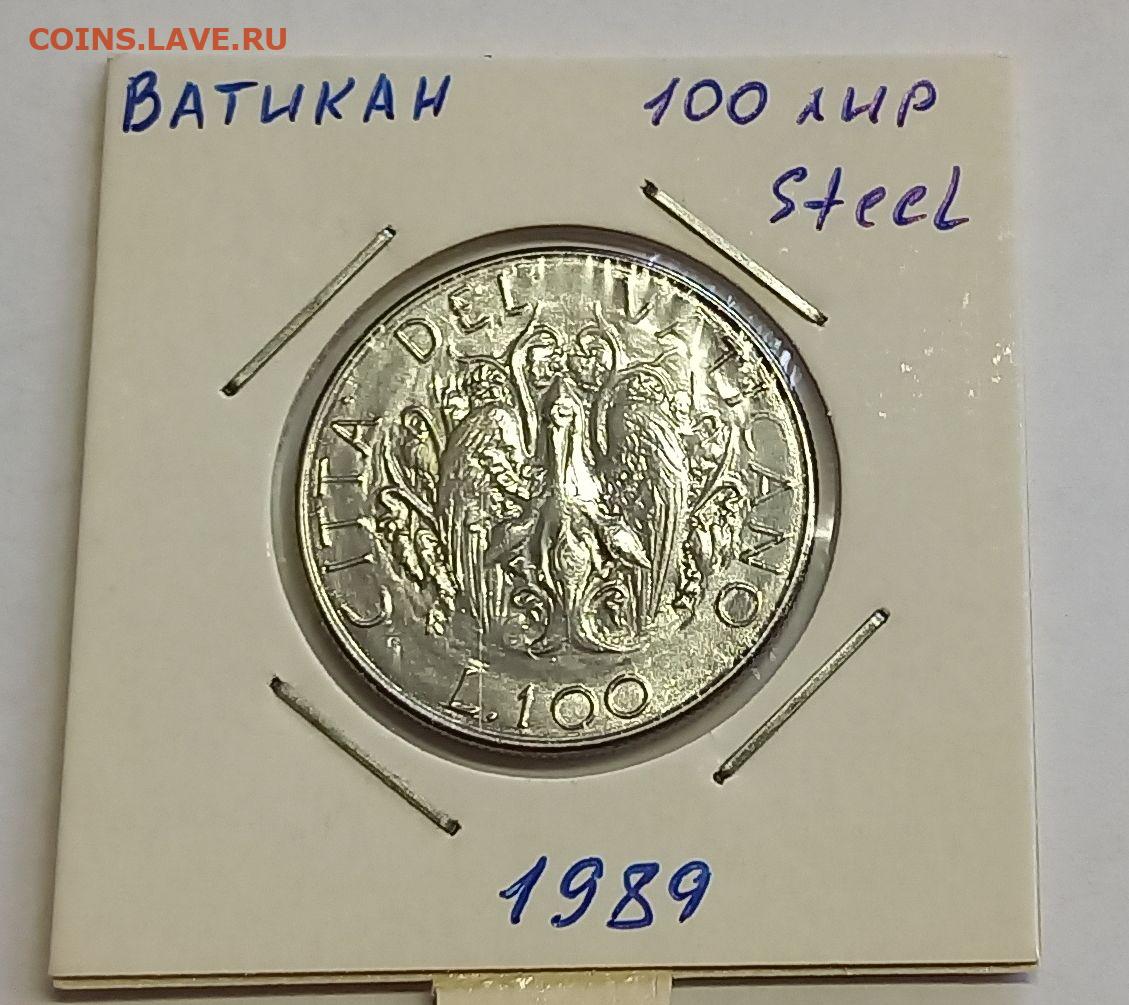 COINS.LAVE.RU
ВАТИКАН 100 лир
Steel
CITTA DEL VATICANO
L.100
1989